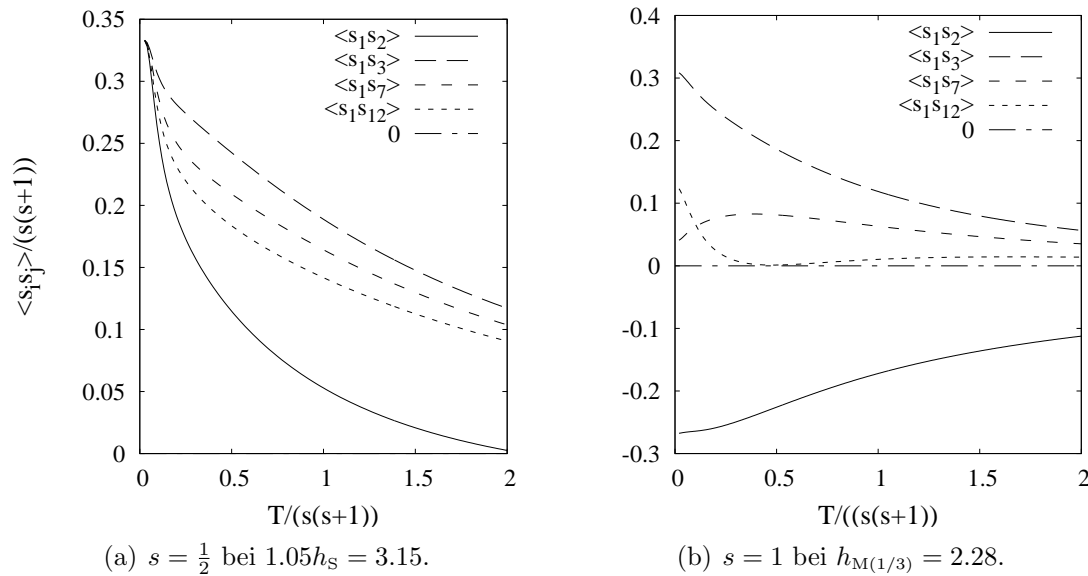 <s₁s₂>
<s₁s₃>
<s₁s₇>
<s₁s₁₂>
0
0.35
0.3
0.25
0.2
0.15
0.1
0.05
0
<sᵢsⱼ>/(s(s+1))
0 0.5 1 1.5 2
T/(s(s+1))
(a) s = 1/2 bei 1.05h_S = 3.15.
<s₁s₂>
<s₁s₃>
<s₁s₇>
<s₁s₁₂>
0
0.4
0.3
0.2
0.1
0
-0.1
-0.2
-0.3
0 0.5 1 1.5 2
T/((s(s+1))
(b) s = 1 bei h_M(1/3) = 2.28.